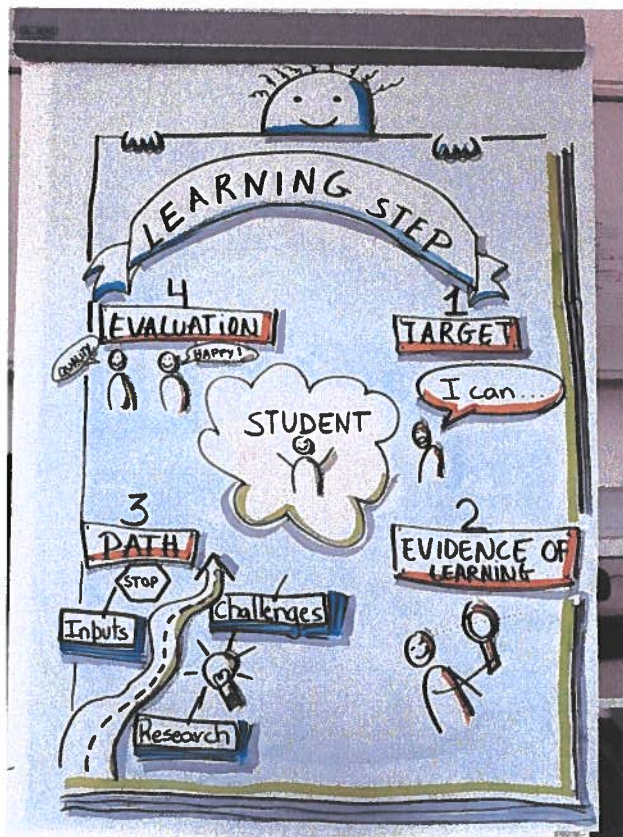 LEARNING STEP
4
EVALUATION
QUALITY
HAPPY!
1
TARGET
I can...
STUDENT
3
PATH
STOP
Inputs
Challenges
Research
2
EVIDENCE OF
LEARNING